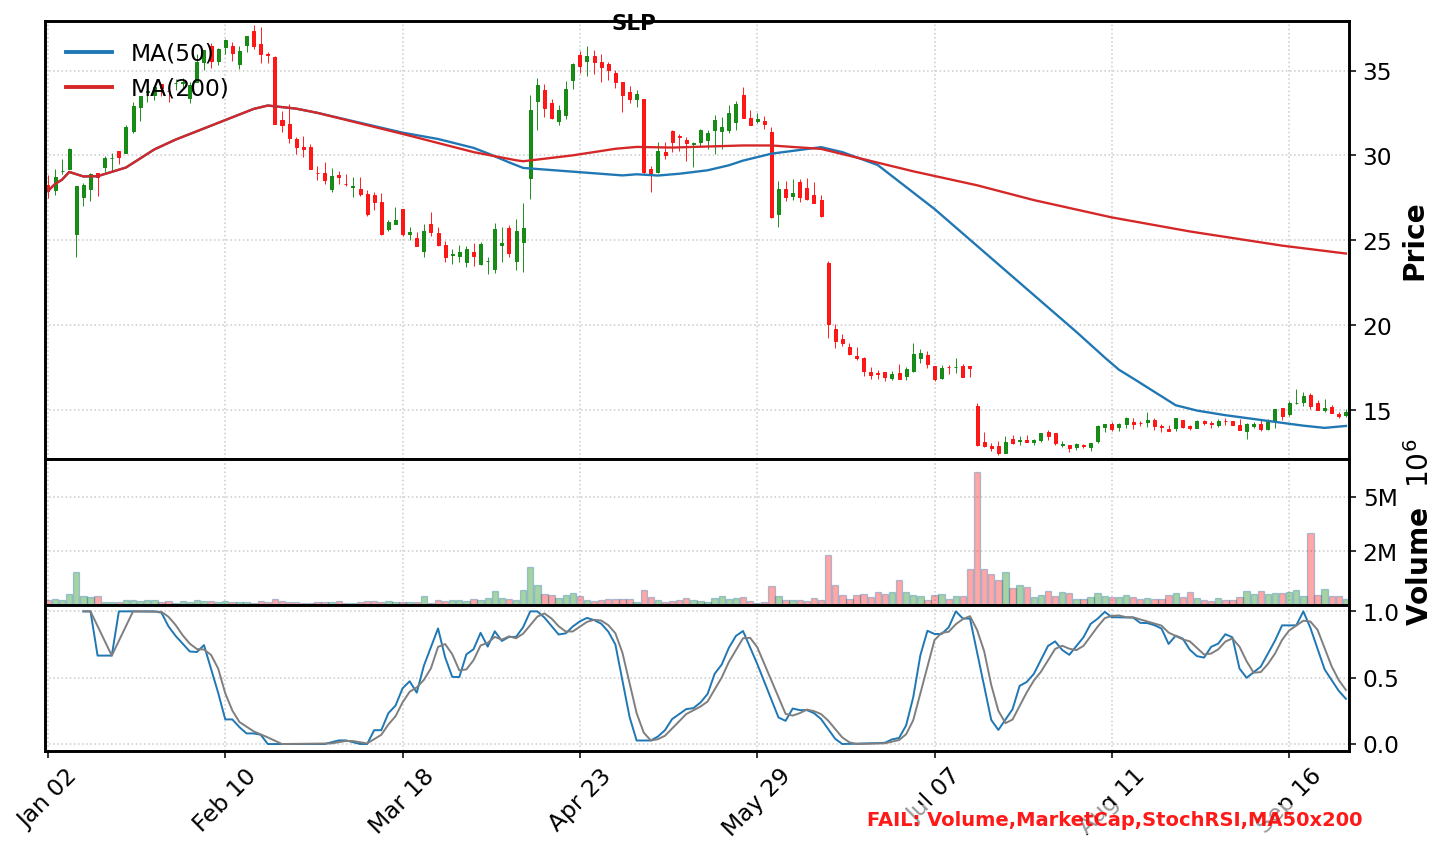 SLP
MA(50)
MA(200)
35
30
25
20
15
Price
5M
2M
Volume 10^6
1.0
0.5
0.0
Jan 02
Feb 10
Mar 18
Apr 23
May 29
Jul 07
Aug 11
Sep 16
FAIL: Volume,MarketCap,StochRSI,MA50x200